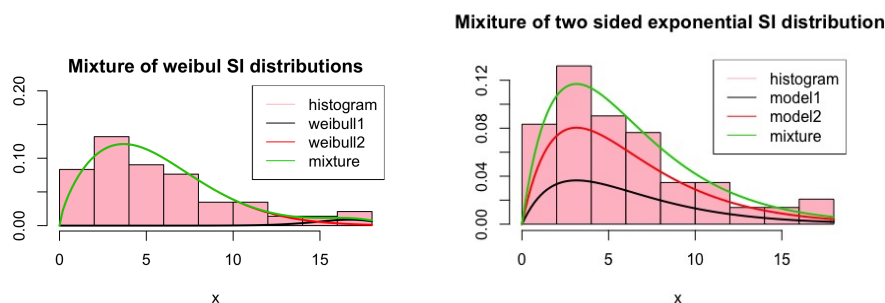 Mixture of weibul SI distributions
0.20
0.10
0.00
histogram
weibull1
weibull2
mixture
0 5 10 15
x
Mixiture of two sided exponential SI distribution
0.12
0.08
0.04
0.00
histogram
model1
model2
mixture
0 5 10 15
x